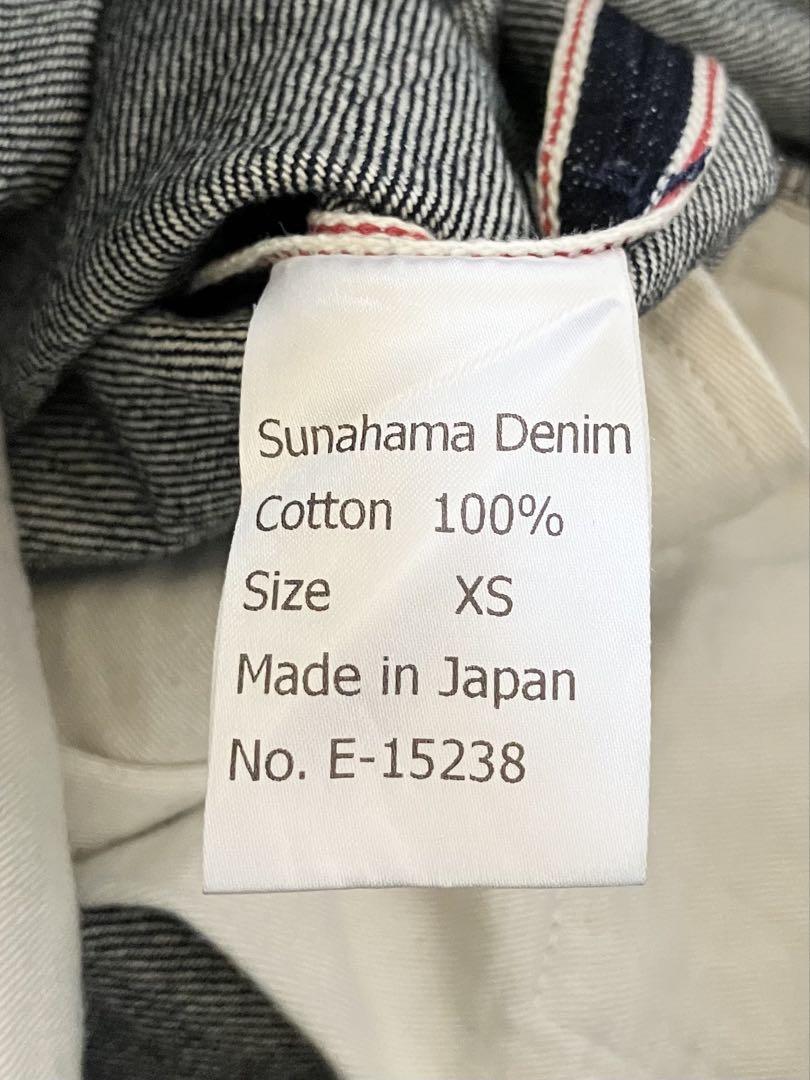 Sunahama Denim
Cotton 100%
Size XS
Made in Japan
No. E-15238